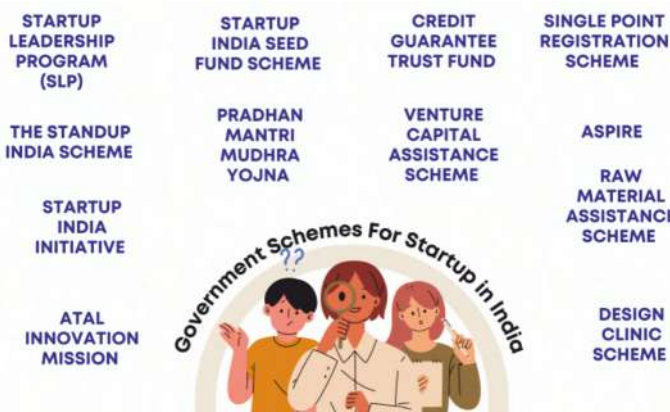 STARTUP
LEADERSHIP
PROGRAM
(SLP)
STARTUP
INDIA SEED
FUND SCHEME
CREDIT
GUARANTEE
TRUST FUND
SINGLE POINT
REGISTRATION
SCHEME
THE STANDUP
INDIA SCHEME
PRADHAN
MANTRI
MUDHRA
YOJNA
VENTURE
CAPITAL
ASSISTANCE
SCHEME
ASPIRE
STARTUP
INDIA
INITIATIVE
RAW
MATERIAL
ASSISTANCE
SCHEME
Government Schemes For Startup in India
??
ATAL
INNOVATION
MISSION
DESIGN
CLINIC
SCHEME